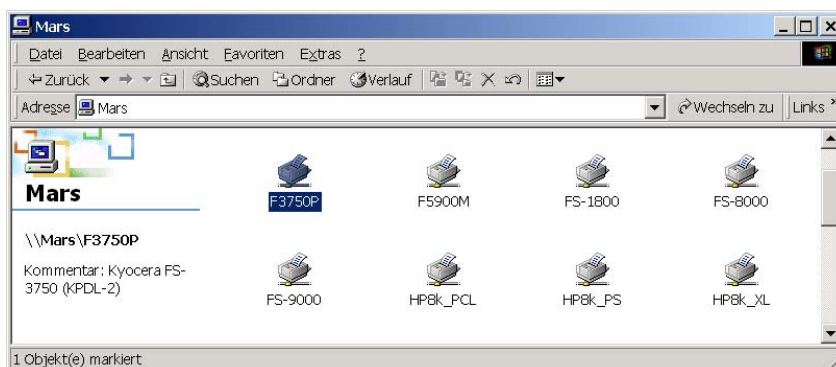 Mars
Datei Bearbeiten Ansicht Favoriten Extras ?
Zurück Suchen Ordner Verlauf
Adresse Mars Wechseln zu Links »
Mars
\\Mars\F3750P
Kommentar: Kyocera FS-
3750 (KPDL-2)
F3750P F5900M FS-1800 FS-8000
FS-9000 HP8k_PCL HP8k_PS HP8k_XL
1 Objekt(e) markiert